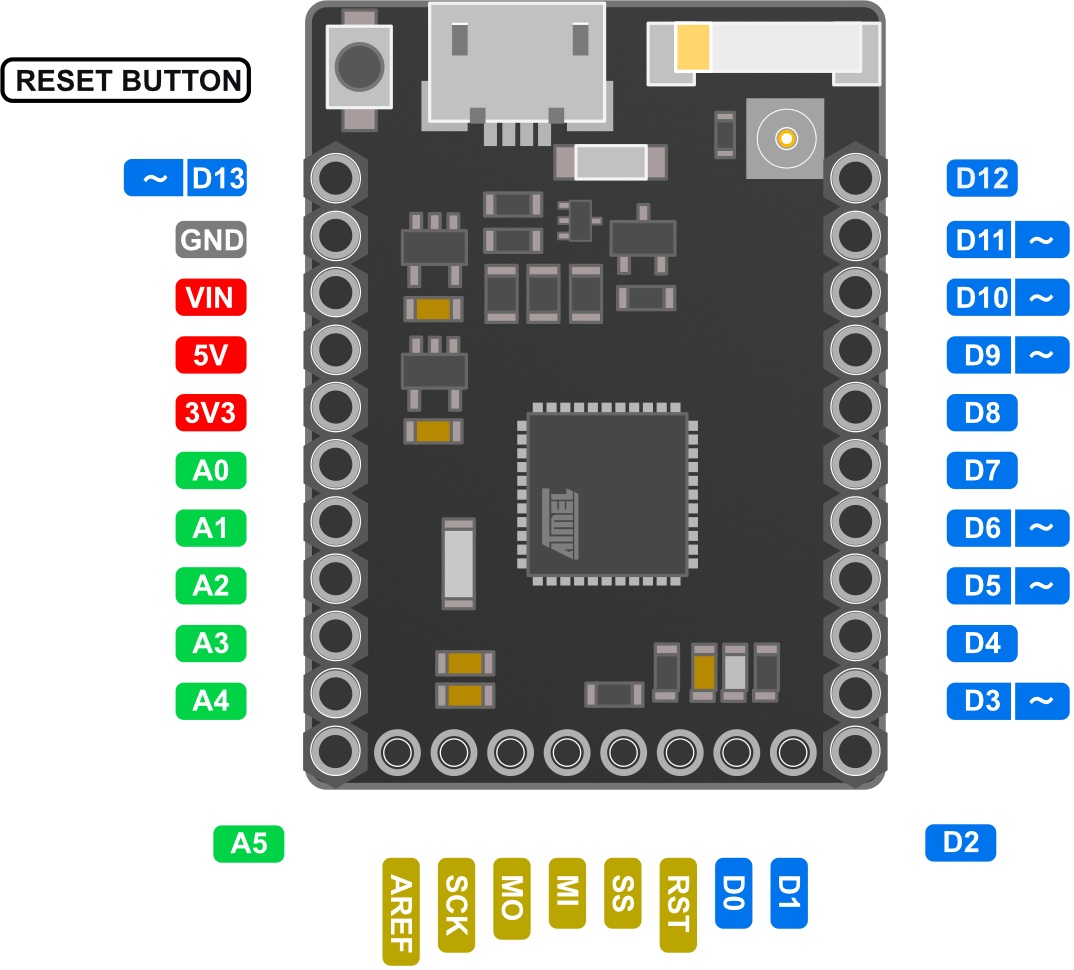 RESET BUTTON
~ D13
D12
GND
D11 ~
VIN
D10 ~
5V
D9 ~
3V3
D8
A0
D7
A1
D6 ~
A2
D5 ~
A3
D4
A4
D3 ~
ATMEL
A5
D2
AREF
SCK
MO
MI
SS
RST
D0
D1